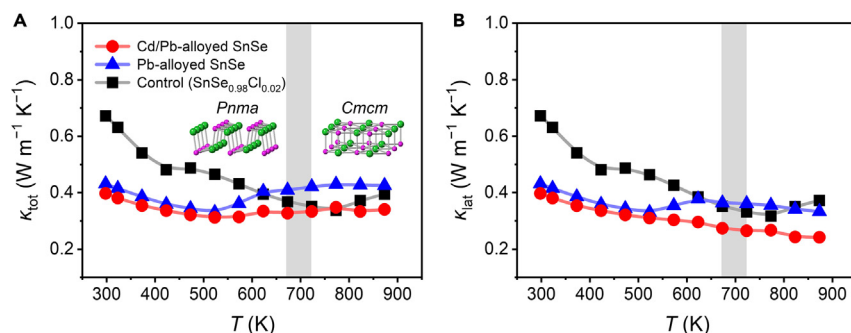 A
Cd/Pb-alloyed SnSe
Pb-alloyed SnSe
Control (SnSe0.98Cl0.02)
Pnma
Cmcm
κtot (W m⁻¹ K⁻¹)
1.0
0.8
0.6
0.4
0.2
300 400 500 600 700 800 900
T (K)
B
κlat (W m⁻¹ K⁻¹)
1.0
0.8
0.6
0.4
0.2
300 400 500 600 700 800 900
T (K)